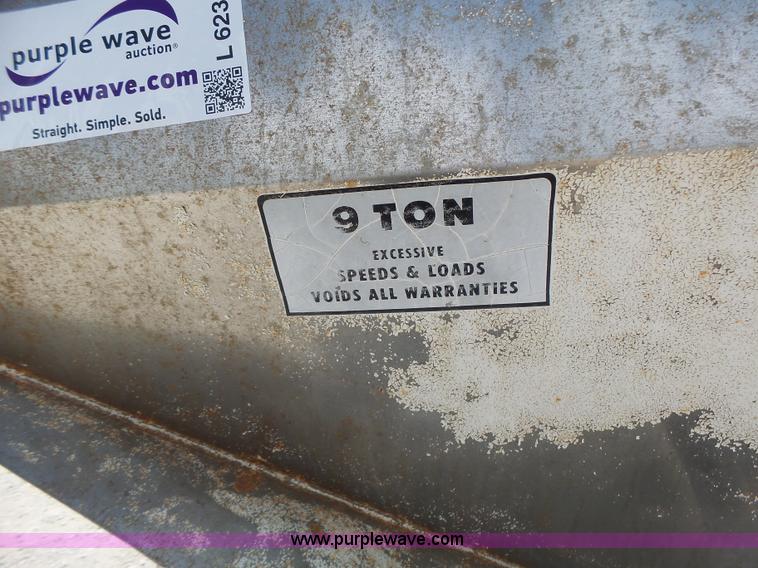 purple wave
auction®
purplewave.com
Straight. Simple. Sold.
L 623
9 TON
EXCESSIVE
SPEEDS & LOADS
VOIDS ALL WARRANTIES
www.purplewave.com